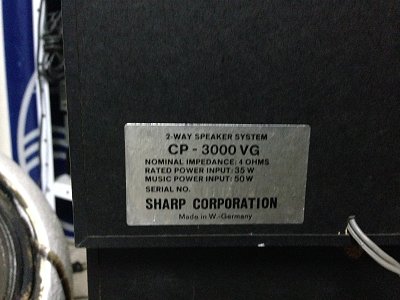 2-WAY SPEAKER SYSTEM
CP - 3000 VG
NOMINAL IMPEDANCE: 4 OHMS
RATED POWER INPUT: 35 W
MUSIC POWER INPUT: 50 W
SERIAL NO.
SHARP CORPORATION
Made in W.-Germany